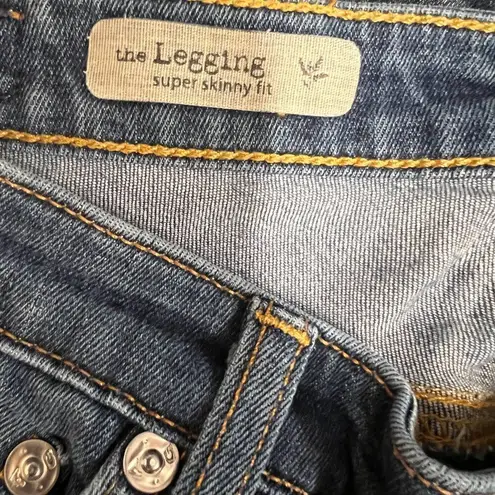 the Legging
super skinny fit